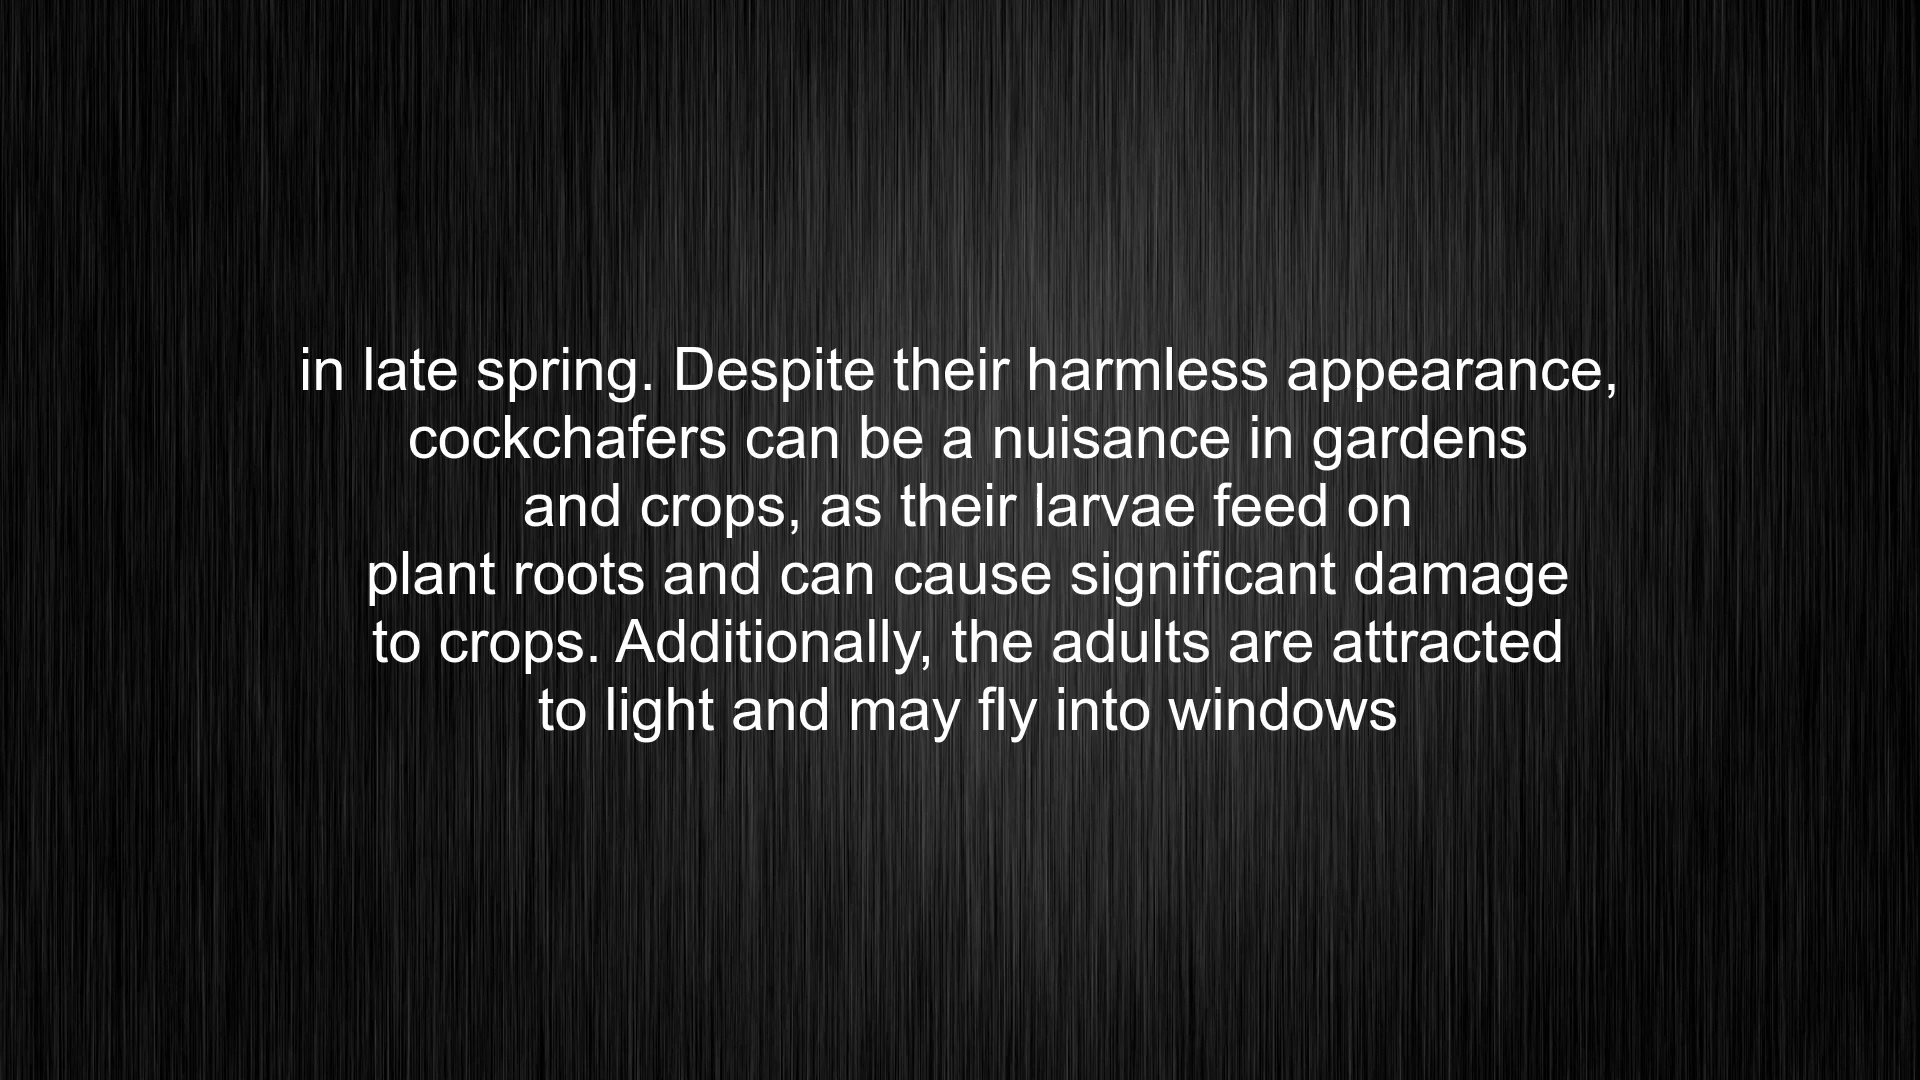 in late spring. Despite their harmless appearance,
cockchafers can be a nuisance in gardens
and crops, as their larvae feed on
plant roots and can cause significant damage
to crops. Additionally, the adults are attracted
to light and may fly into windows